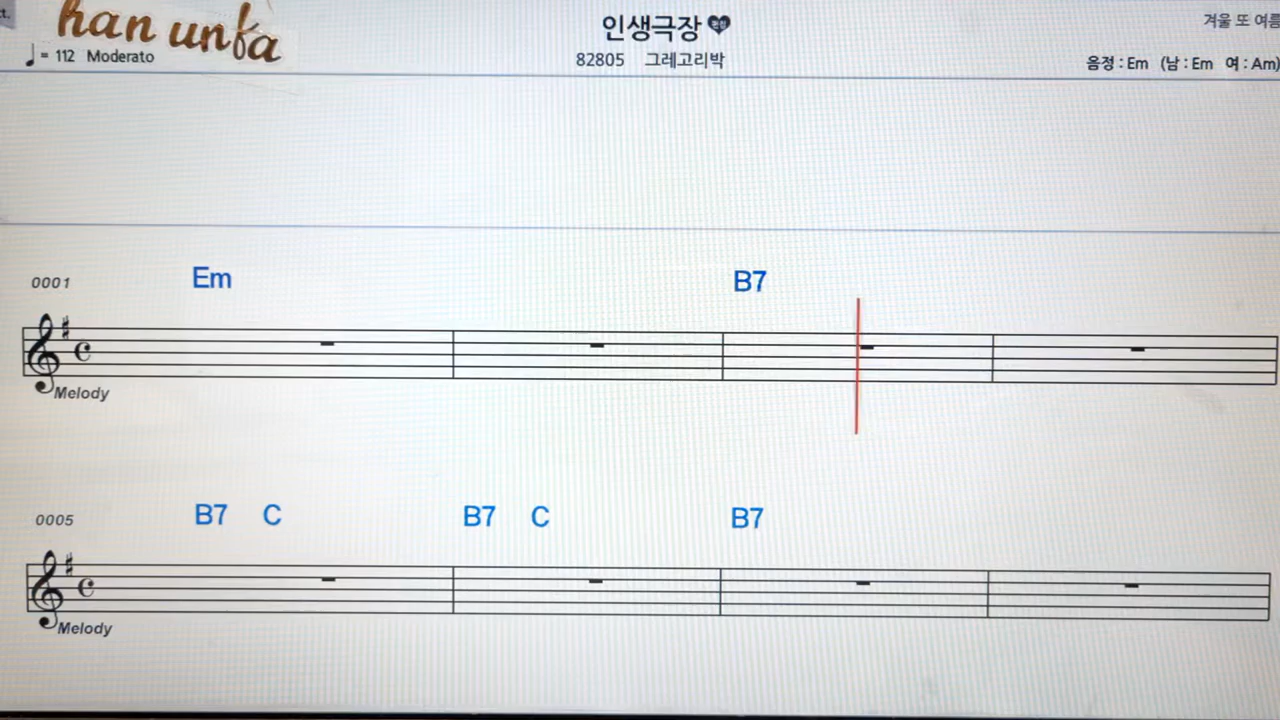 han unfa
♩= 112 Moderato
인생극장
82805 그레고리박
겨울 또 여름
음정 : Em (남 : Em 여 : Am)
0001 Em B7
Melody
0005 B7 C B7 C B7
Melody